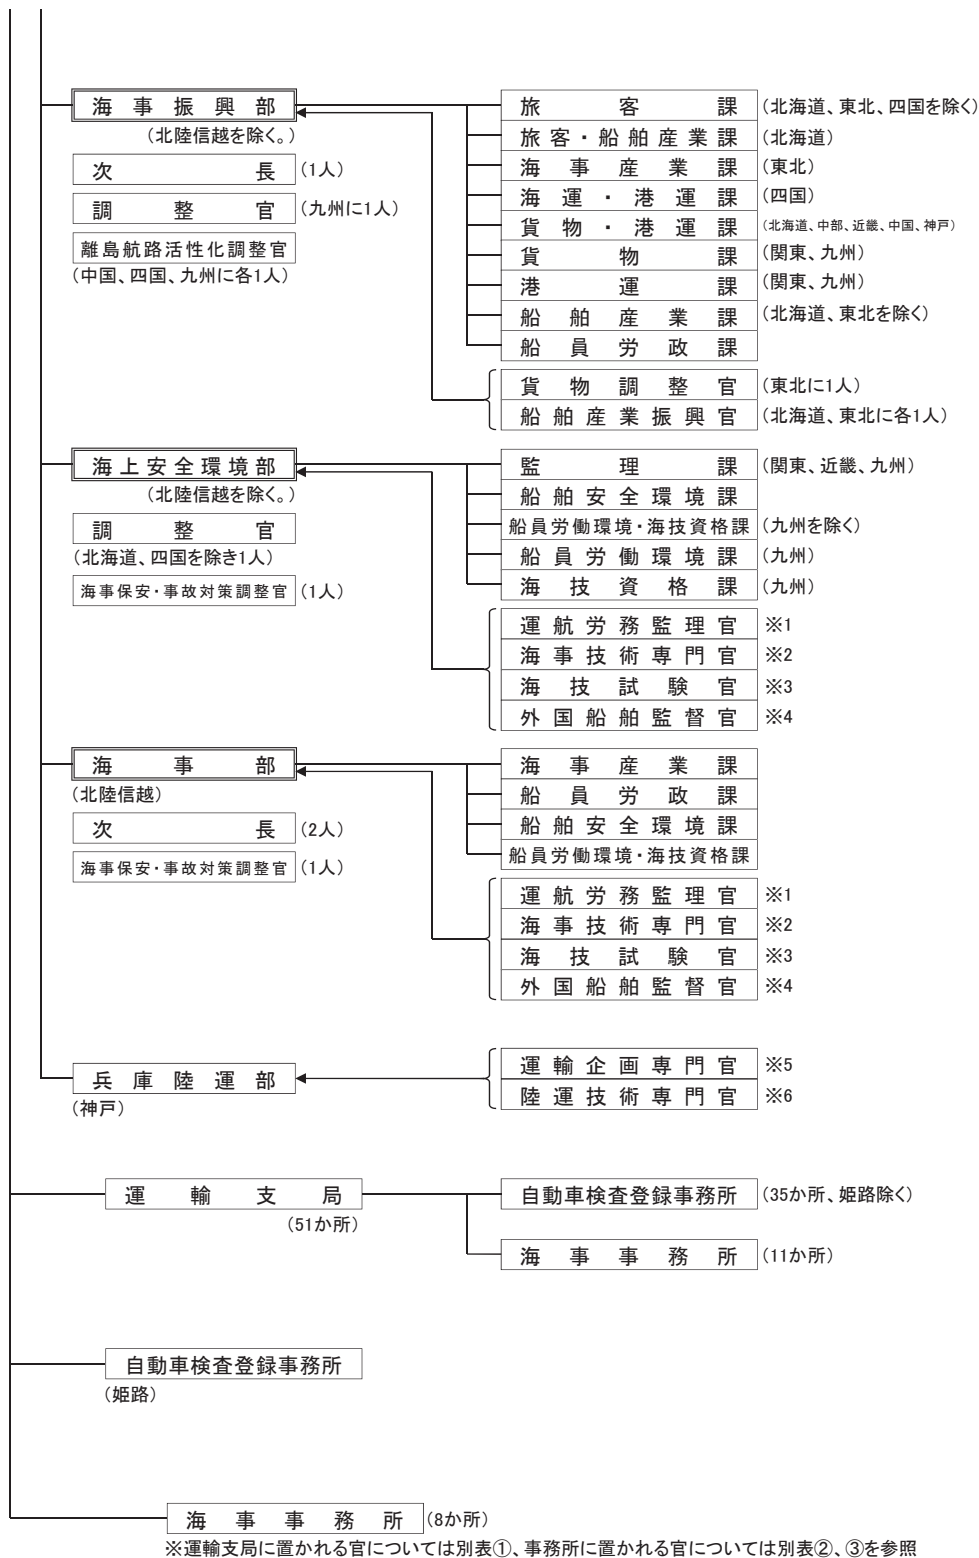 海事振興部
(北陸信越を除く。)
次長 (1人)
調整官 (九州に1人)
離島航路活性化調整官
(中国、四国、九州に各1人)
旅客課 (北海道、東北、四国を除く)
旅客・船舶産業課 (北海道)
海事産業課 (東北)
海運・港運課 (四国)
貨物・港運課 (北海道、中部、近畿、中国、神戸)
貨物課 (関東、九州)
港運課 (関東、九州)
船舶産業課 (北海道、東北を除く)
船員労政課
貨物調整官 (東北に1人)
船舶産業振興官 (北海道、東北に各1人)
海上安全環境部
(北陸信越を除く。)
調整官
(北海道、四国を除き1人)
海事保安・事故対策調整官 (1人)
監理課 (関東、近畿、九州)
船舶安全環境課
船員労働環境・海技資格課 (九州を除く)
船員労働環境課 (九州)
海技資格課 (九州)
運航労務監理官 ※1
海事技術専門官 ※2
海技試験官 ※3
外国船舶監督官 ※4
海事部
(北陸信越)
次長 (2人)
海事保安・事故対策調整官 (1人)
海事産業課
船員労政課
船舶安全環境課
船員労働環境・海技資格課
運航労務監理官 ※1
海事技術専門官 ※2
海技試験官 ※3
外国船舶監督官 ※4
兵庫陸運部
(神戸)
運輸企画専門官 ※5
陸運技術専門官 ※6
運輸支局
(51か所)
自動車検査登録事務所 (35か所、姫路除く)
海事事務所 (11か所)
自動車検査登録事務所
(姫路)
海事事務所 (8か所)
※運輸支局に置かれる官については別表①、事務所に置かれる官については別表②、③を参照